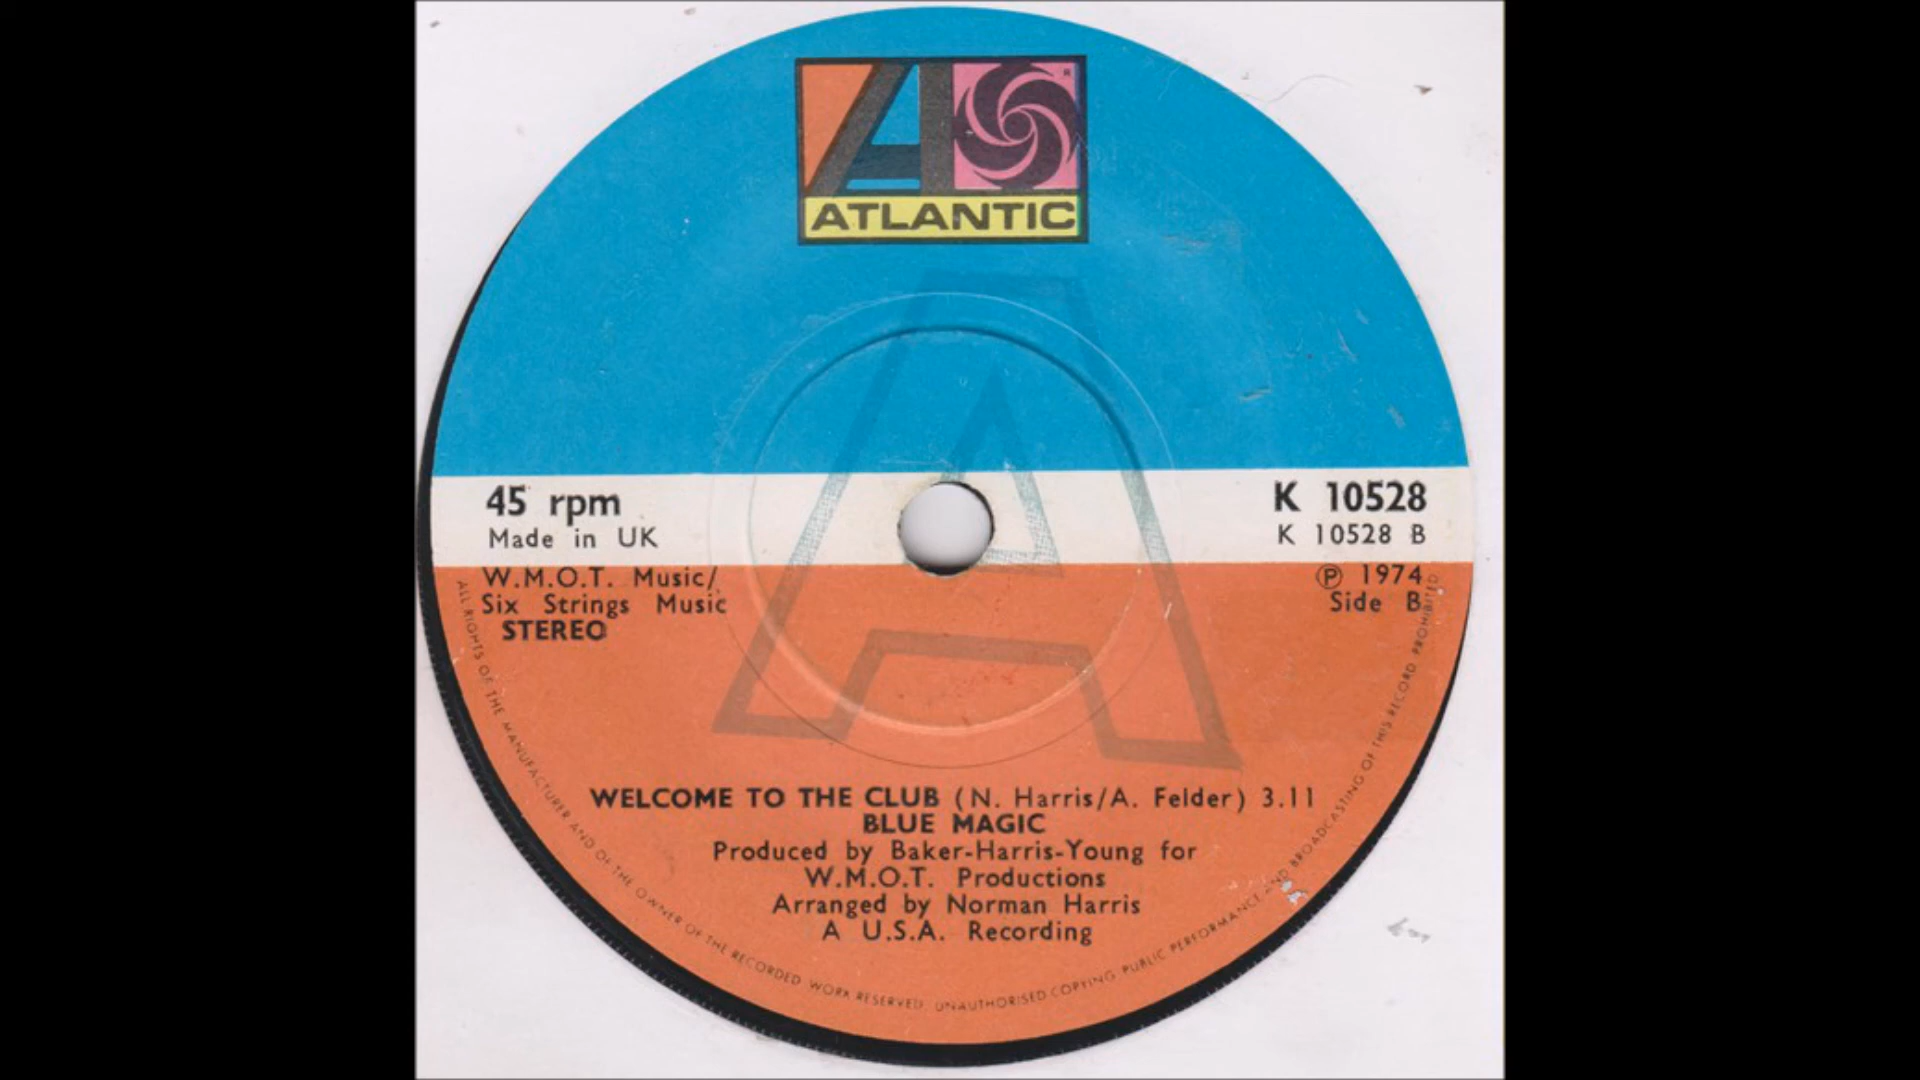 ATLANTIC
45 rpm
Made in UK
K 10528
K 10528 B
W.M.O.T. Music/
Six Strings Music
STEREO
℗ 1974
Side B
A
WELCOME TO THE CLUB (N. Harris/A. Felder) 3.11
BLUE MAGIC
Produced by Baker-Harris-Young for
W.M.O.T. Productions
Arranged by Norman Harris
A U.S.A. Recording
ALL RIGHTS OF THE MANUFACTURER AND OF THE OWNER OF THE RECORDED WORK RESERVED. UNAUTHORISED COPYING PUBLIC PERFORMANCE AND BROADCASTING OF THIS RECORD PROHIBITED